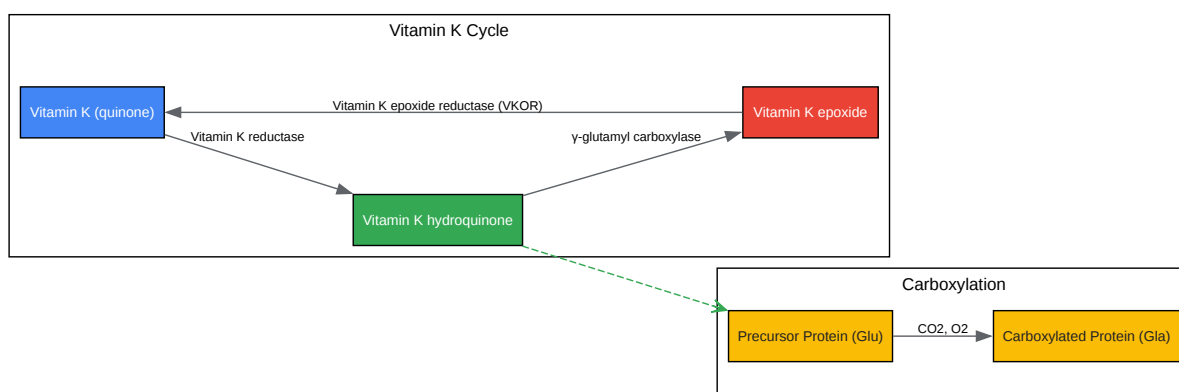 Vitamin K Cycle
Vitamin K (quinone)
Vitamin K epoxide reductase (VKOR)
Vitamin K epoxide
Vitamin K reductase
γ-glutamyl carboxylase
Vitamin K hydroquinone
Carboxylation
Precursor Protein (Glu)
CO2, O2
Carboxylated Protein (Gla)